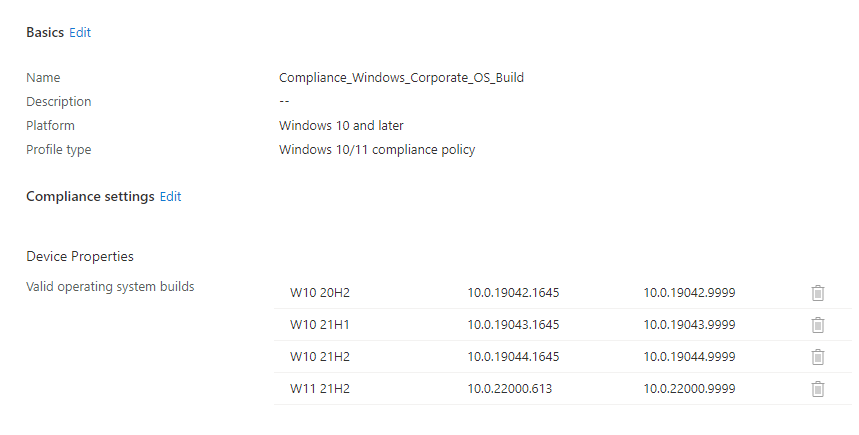 Basics Edit
Name Compliance_Windows_Corporate_OS_Build
Description --
Platform Windows 10 and later
Profile type Windows 10/11 compliance policy
Compliance settings Edit
Device Properties
Valid operating system builds
W10 20H2 10.0.19042.1645 10.0.19042.9999
W10 21H1 10.0.19043.1645 10.0.19043.9999
W10 21H2 10.0.19044.1645 10.0.19044.9999
W11 21H2 10.0.22000.613 10.0.22000.9999